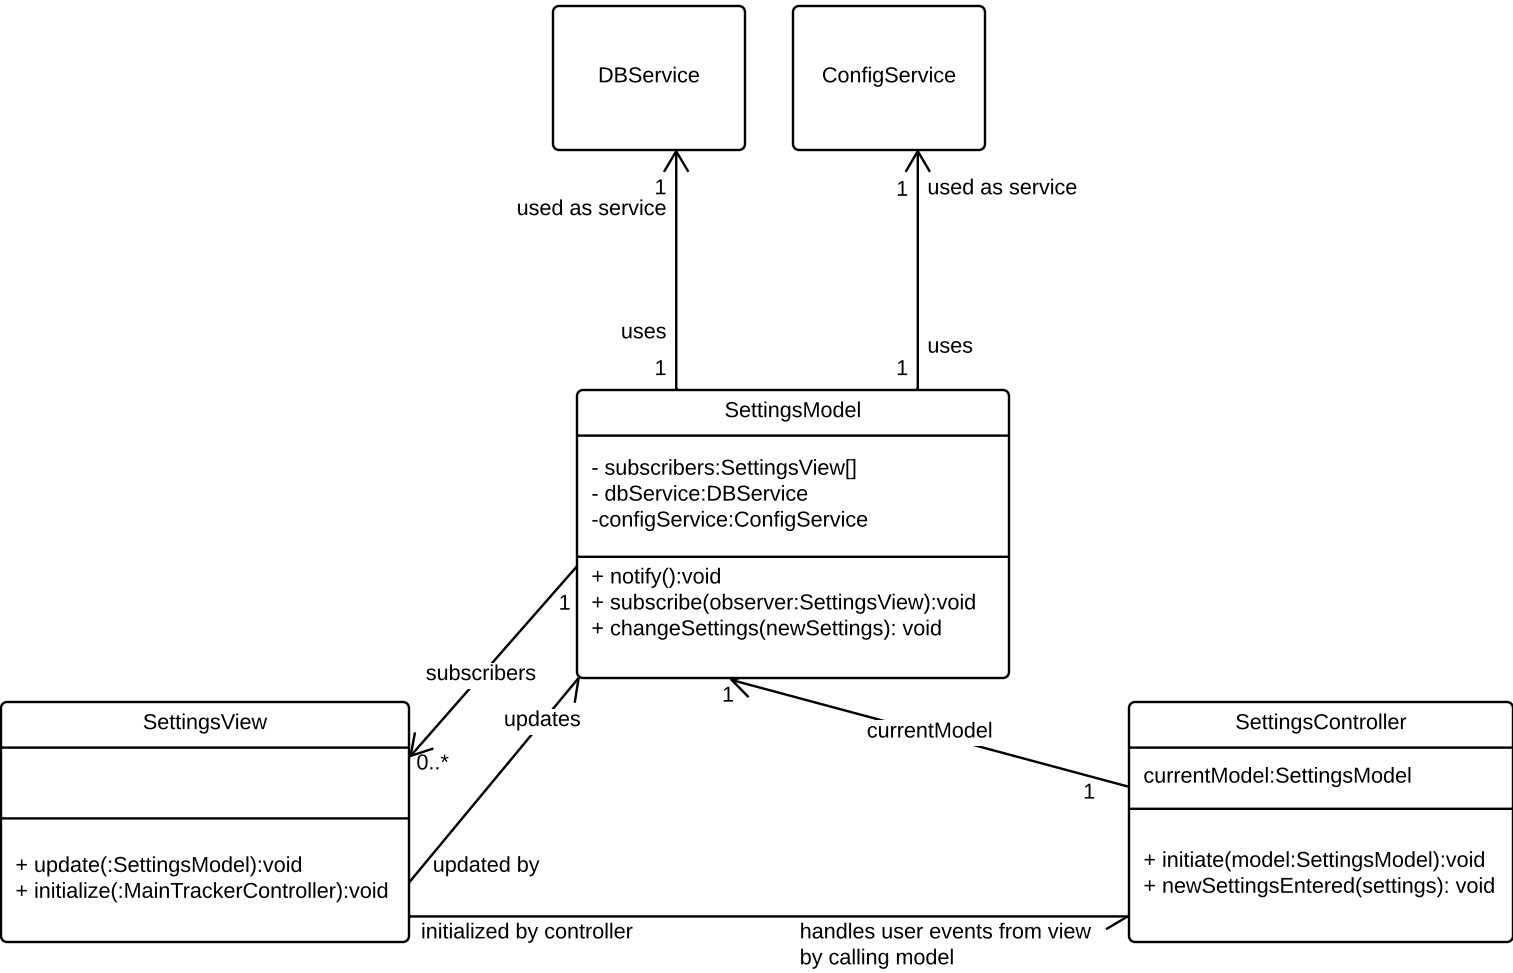 DBService
ConfigService
1
used as service
1
used as service
uses
1
uses
1
SettingsModel
- subscribers:SettingsView[]
- dbService:DBService
-configService:ConfigService
+ notify():void
+ subscribe(observer:SettingsView):void
+ changeSettings(newSettings): void
1
subscribers
0..*
updates
updated by
1
currentModel
1
SettingsView
+ update(:SettingsModel):void
+ initialize(:MainTrackerController):void
SettingsController
currentModel:SettingsModel
+ initiate(model:SettingsModel):void
+ newSettingsEntered(settings): void
initialized by controller
handles user events from view
by calling model